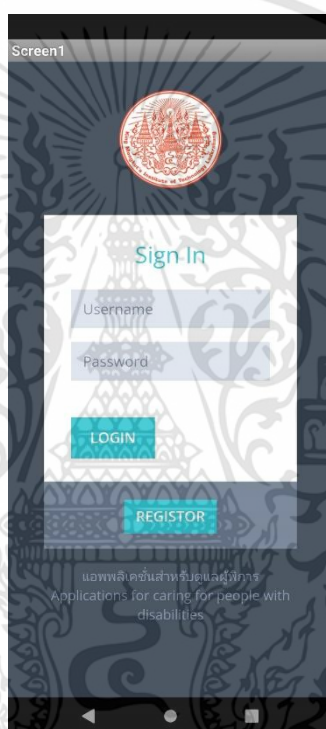 Screen1
Sign In
Username
Password
LOGIN
REGISTOR
แอพพลิเคชั่นสำหรับดูแลผู้พิการ
Applications for caring for people with
disabilities